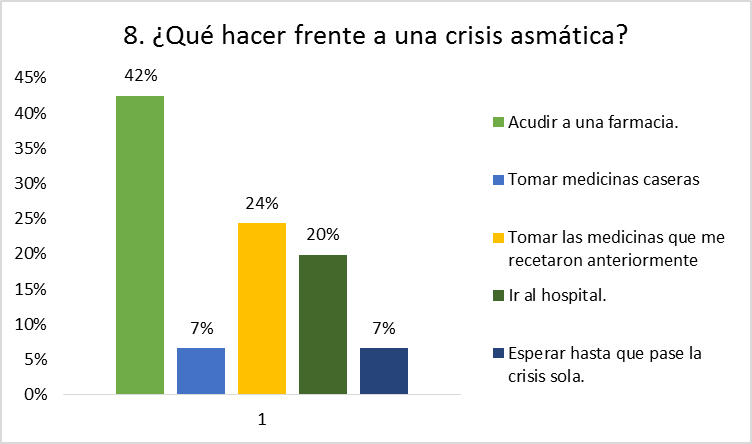 8. ¿Qué hacer frente a una crisis asmática?
45%
40%
35%
30%
25%
20%
15%
10%
5%
0%
42%
7%
24%
20%
7%
1
Acudir a una farmacia.
Tomar medicinas caseras
Tomar las medicinas que me
recetaron anteriormente
Ir al hospital.
Esperar hasta que pase la
crisis sola.